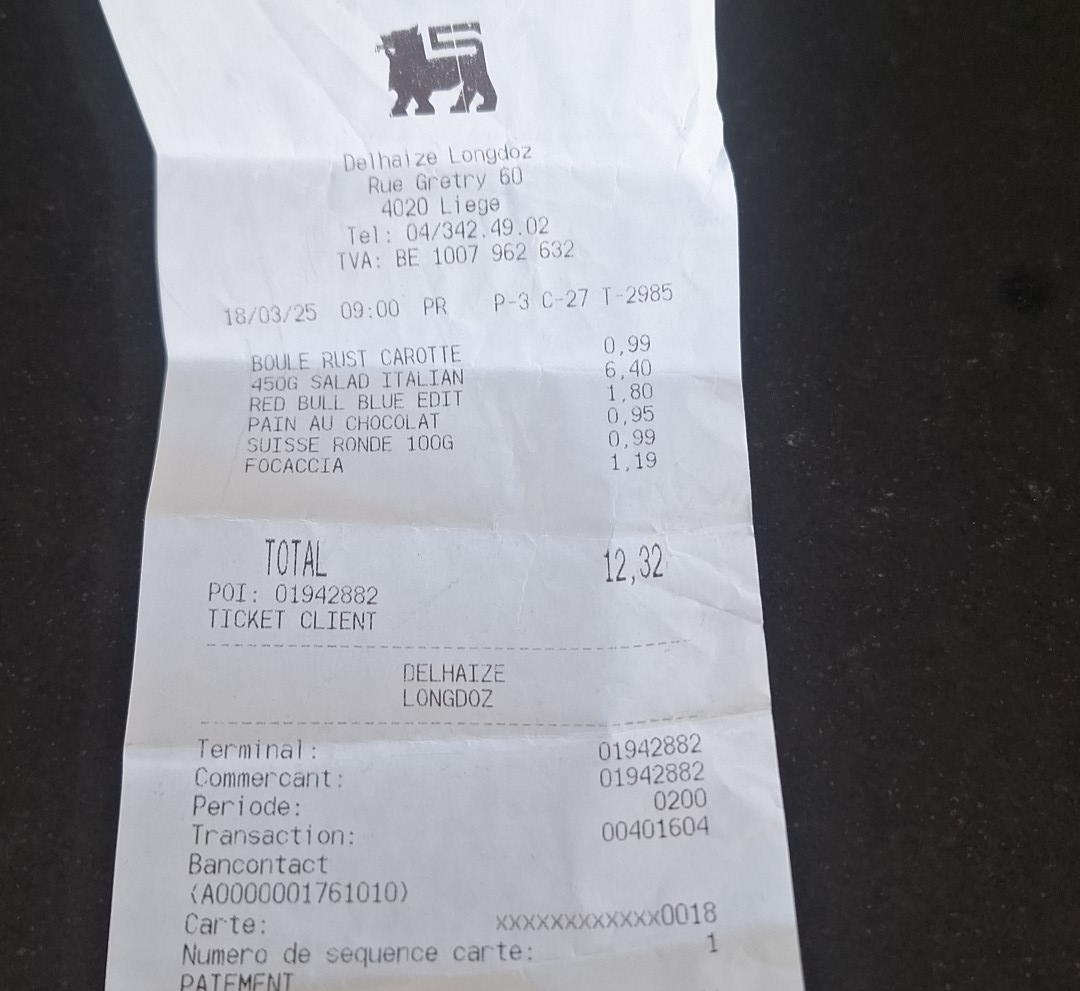 Delhaize Longdoz
Rue Gretry 60
4020 Liege
Tel: 04/342.49.02
TVA: BE 1007 962 632
18/03/25 09:00 PR P-3 C-27 T-2985
BOULE RUST CAROTTE 0,99
450G SALAD ITALIAN 6,40
RED BULL BLUE EDIT 1,80
PAIN AU CHOCOLAT 0,95
SUISSE RONDE 100G 0,99
FOCACCIA 1,19
TOTAL 12,32
POI: 01942882
TICKET CLIENT
DELHAIZE
LONGDOZ
Terminal: 01942882
Commercant: 01942882
Periode: 0200
Transaction: 00401604
Bancontact
(A0000001761010)
Carte: xxxxxxxxxxxxx0018
Numero de sequence carte: 1
PAIEMENT